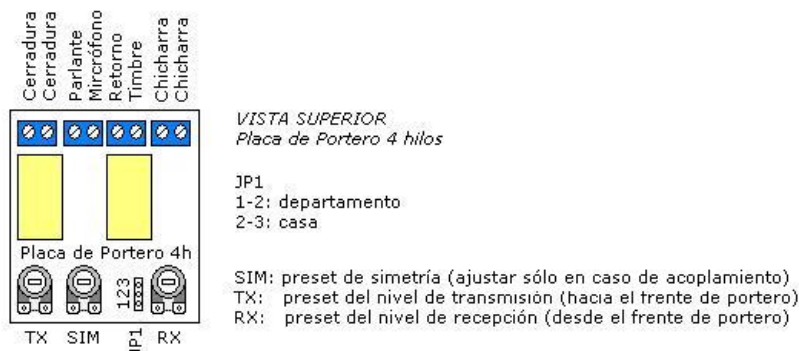 Cerradura
Cerradura
Parlante
Mircrófono
Retorno
Timbre
Chicharra
Chicharra
VISTA SUPERIOR
Placa de Portero 4 hilos
JP1
1-2: departamento
2-3: casa
Placa de Portero 4h
123
TX SIM JP1 RX
SIM: preset de simetría (ajustar sólo en caso de acoplamiento)
TX: preset del nivel de transmisión (hacia el frente de portero)
RX: preset del nivel de recepción (desde el frente de portero)